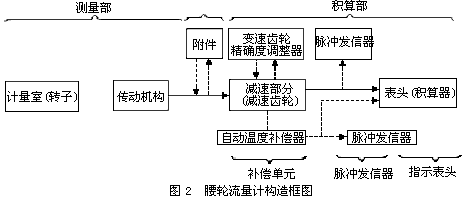 测量部
积算部
附件
变速齿轮
精确度调整器
脉冲发信器
计量室(转子)
传动机构
减速部分
(减速齿轮)
表头(积算器)
自动温度补偿器
脉冲发信器
补偿单元
脉冲发信器
指示表头
图 2 腰轮流量计构造框图